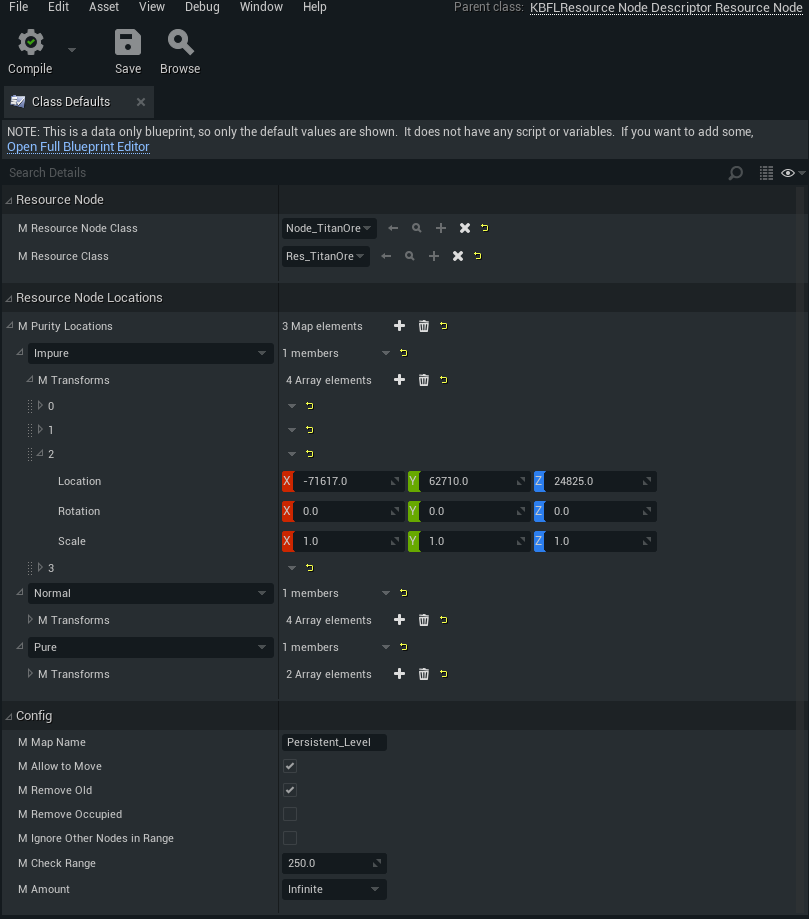 File Edit Asset View Debug Window Help Parent class: KBFLResource Node Descriptor Resource Node
Compile Save Browse
Class Defaults
NOTE: This is a data only blueprint, so only the default values are shown. It does not have any script or variables. If you want to add some,
Open Full Blueprint Editor
Search Details
Resource Node
M Resource Node Class Node_TitanOre
M Resource Class Res_TitanOre
Resource Node Locations
M Purity Locations 3 Map elements
Impure 1 members
M Transforms 4 Array elements
0
1
2
Location X -71617.0 Y 62710.0 Z 24825.0
Rotation X 0.0 Y 0.0 Z 0.0
Scale X 1.0 Y 1.0 Z 1.0
3
Normal 1 members
M Transforms 4 Array elements
Pure 1 members
M Transforms 2 Array elements
Config
M Map Name Persistent_Level
M Allow to Move
M Remove Old
M Remove Occupied
M Ignore Other Nodes in Range
M Check Range 250.0
M Amount Infinite